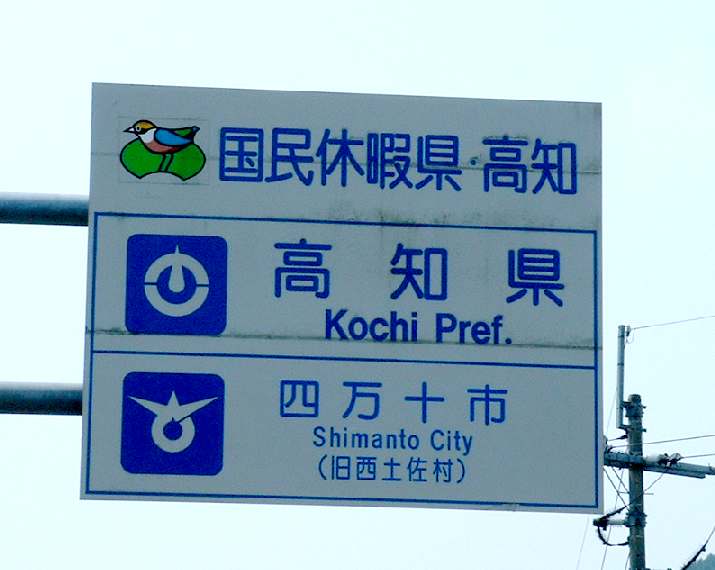 国民休暇県・高知
高知県
Kochi Pref.
四万十市
Shimanto City
(旧西土佐村)